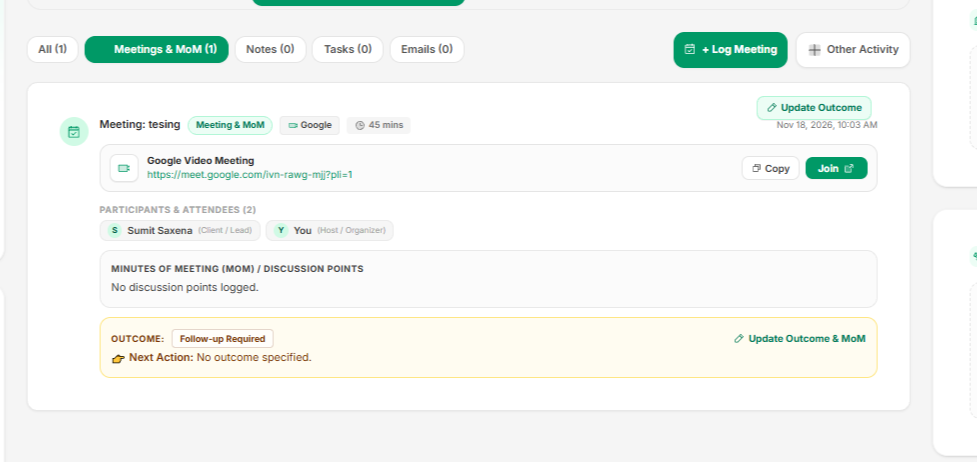 All (1) Meetings & MoM (1) Notes (0) Tasks (0) Emails (0) + Log Meeting Other Activity
Update Outcome
Meeting: tesing Meeting & MoM Google 45 mins Nov 18, 2026, 10:03 AM
Google Video Meeting
https://meet.google.com/ivn-rawg-mjj?pli=1
Copy Join
PARTICIPANTS & ATTENDEES (2)
S Sumit Saxena (Client / Lead) Y You (Host / Organizer)
MINUTES OF MEETING (MOM) / DISCUSSION POINTS
No discussion points logged.
OUTCOME: Follow-up Required Update Outcome & MoM
Next Action: No outcome specified.